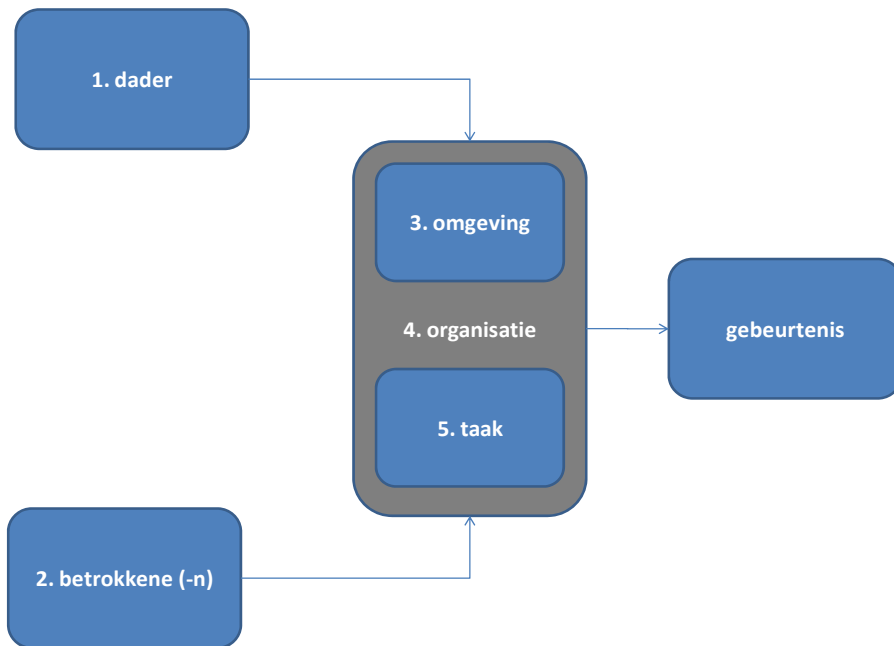 1. dader
3. omgeving
4. organisatie
gebeurtenis
5. taak
2. betrokkene (-n)